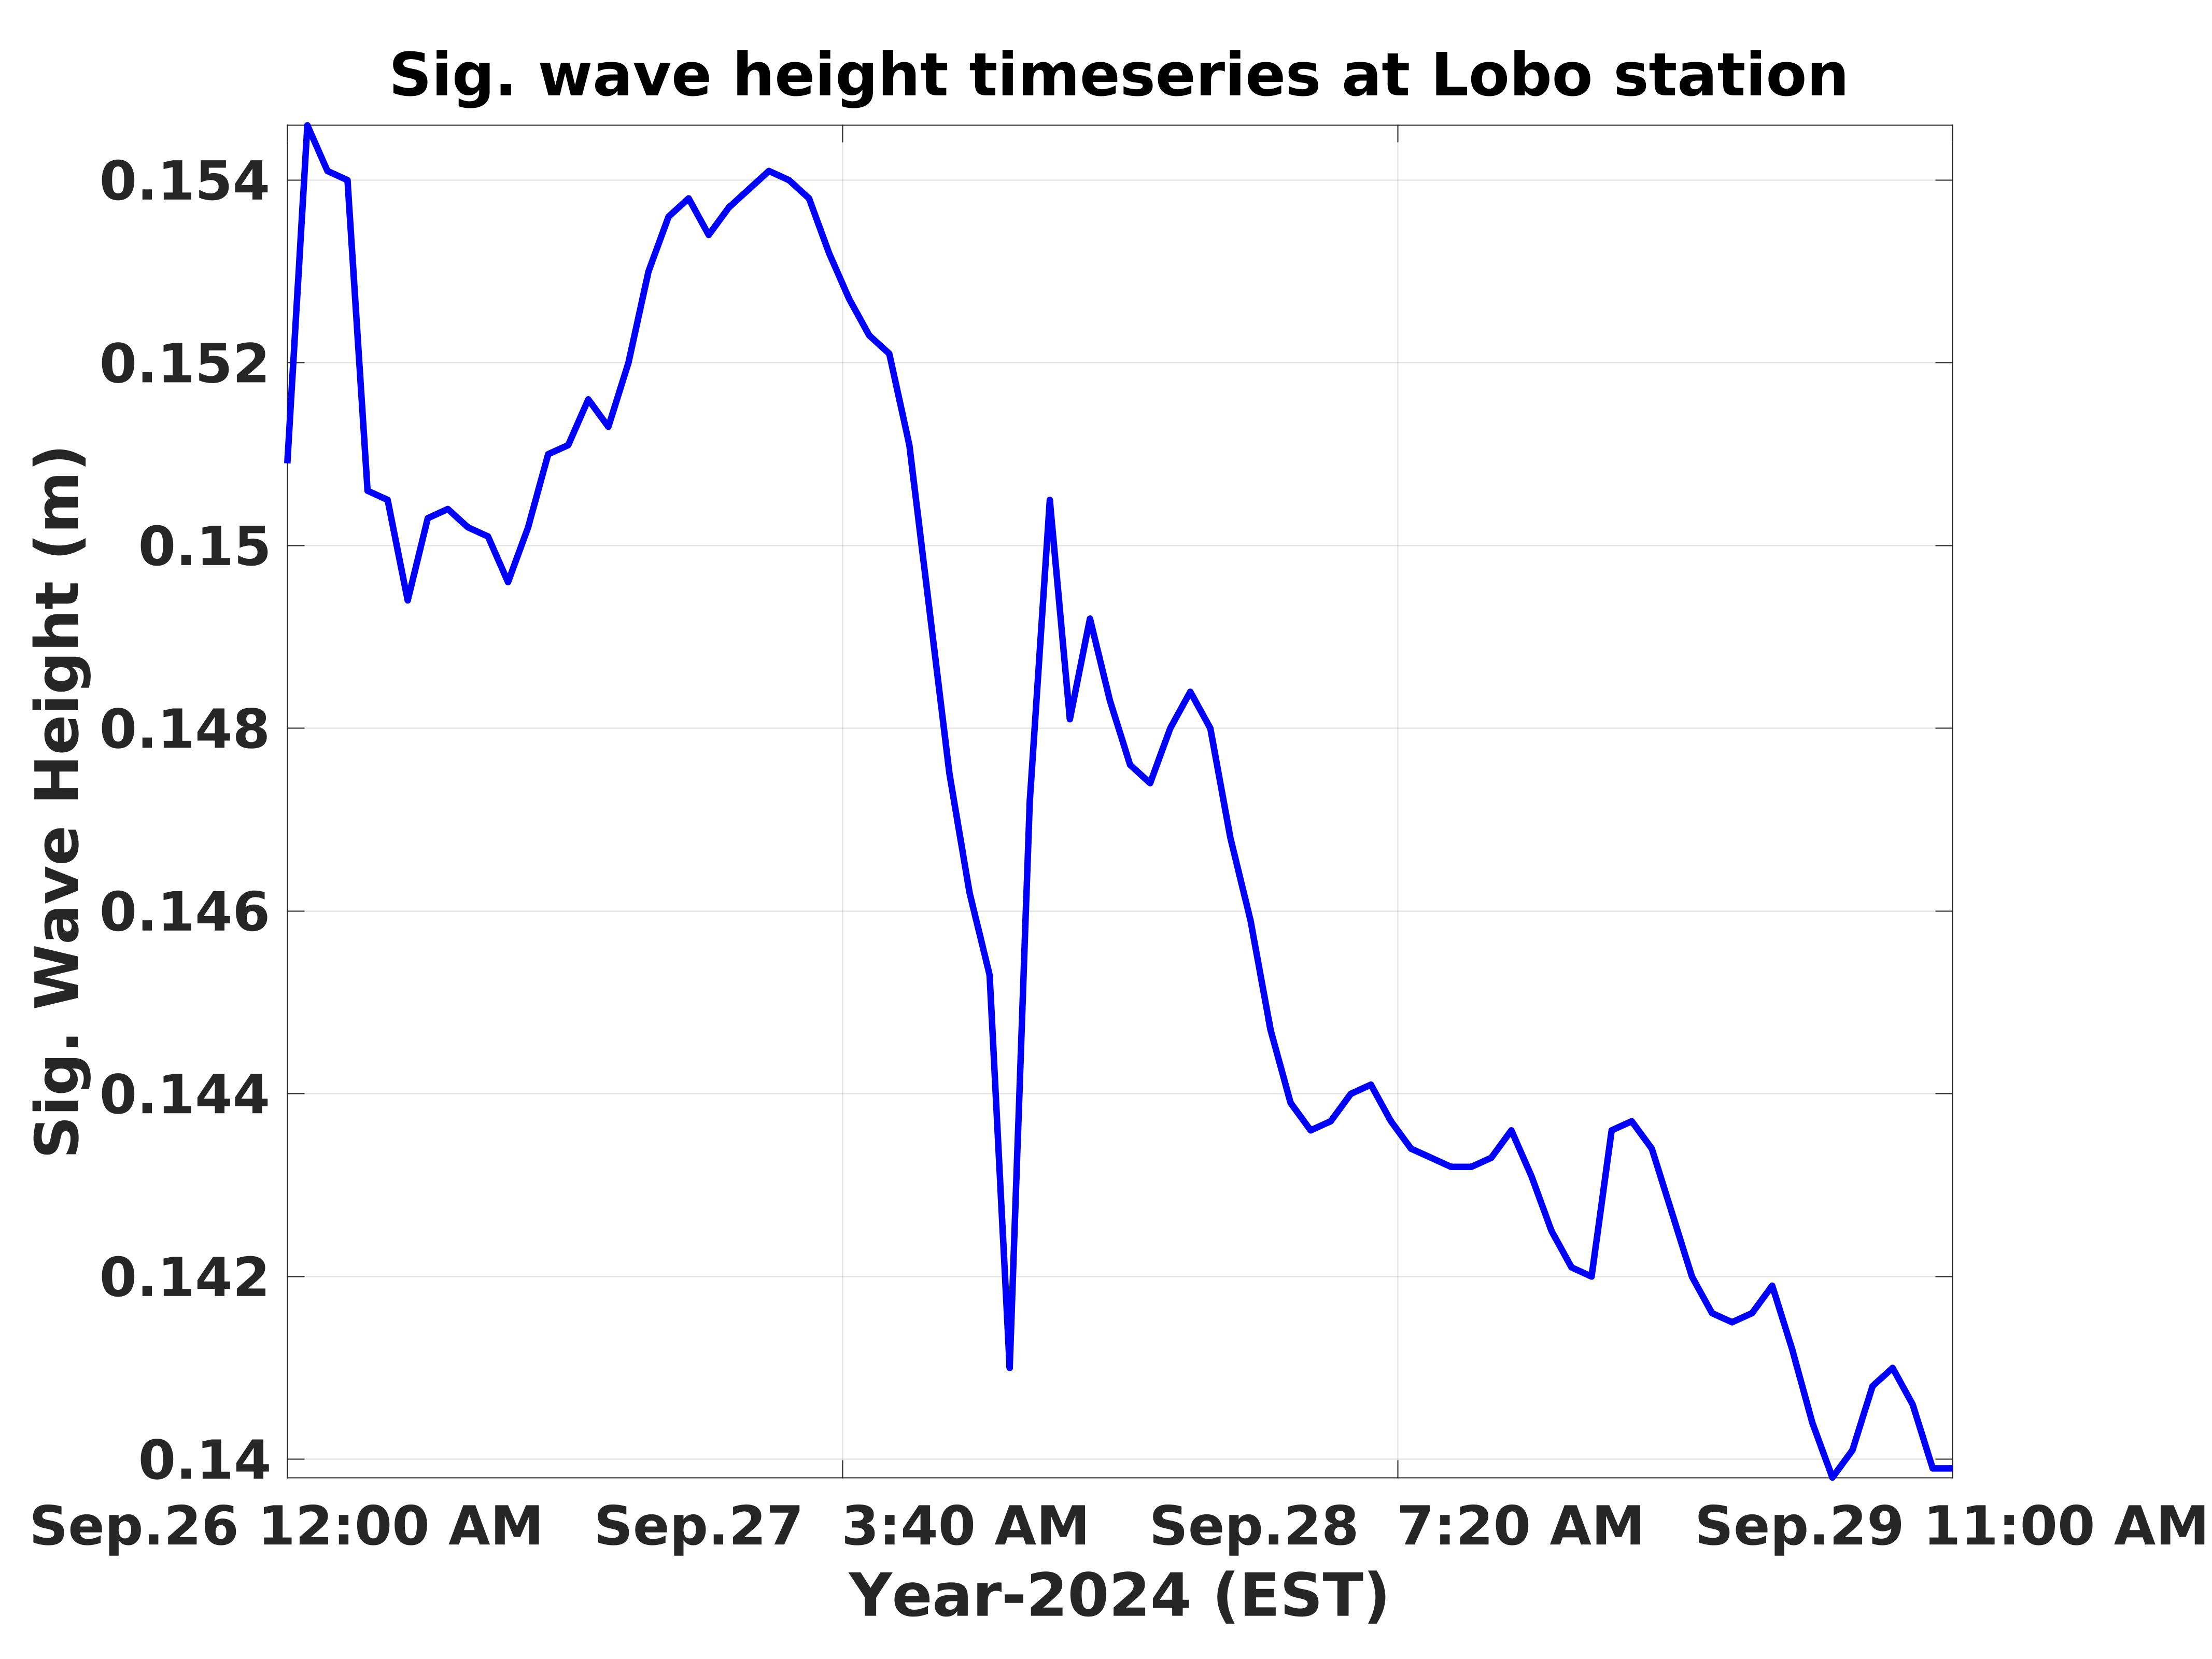 Sig. wave height timeseries at Lobo station
Sig. Wave Height (m)
0.154
0.152
0.15
0.148
0.146
0.144
0.142
0.14
Sep.26 12:00 AM Sep.27 3:40 AM Sep.28 7:20 AM Sep.29 11:00 AM
Year-2024 (EST)